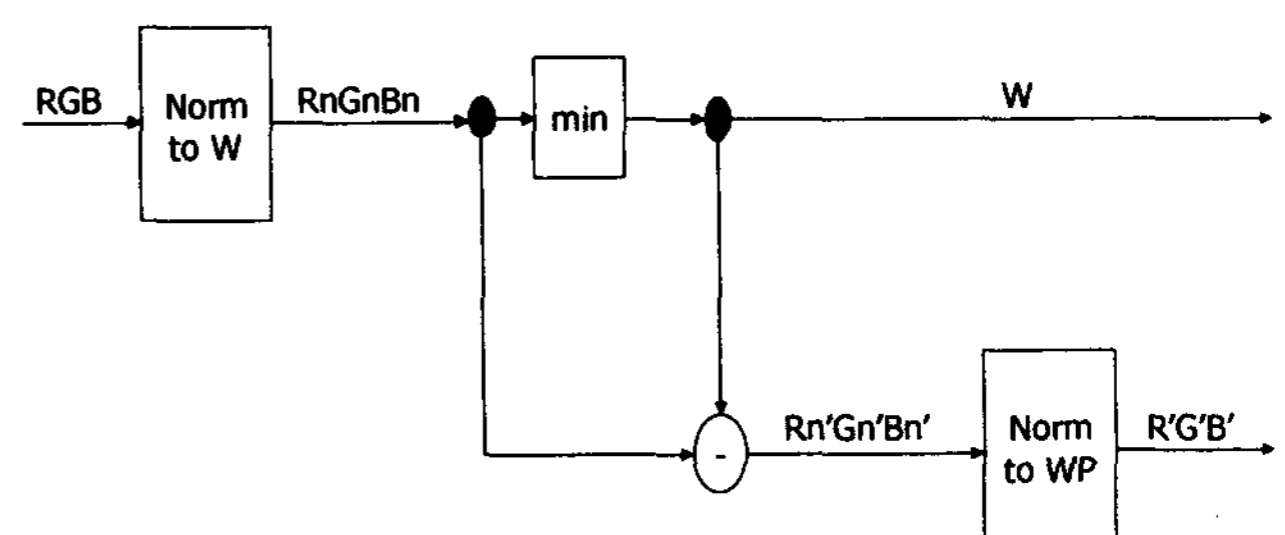 RGB
Norm
to W
RnGnBn
min
W
-
Rn'Gn'Bn'
Norm
to WP
R'G'B'